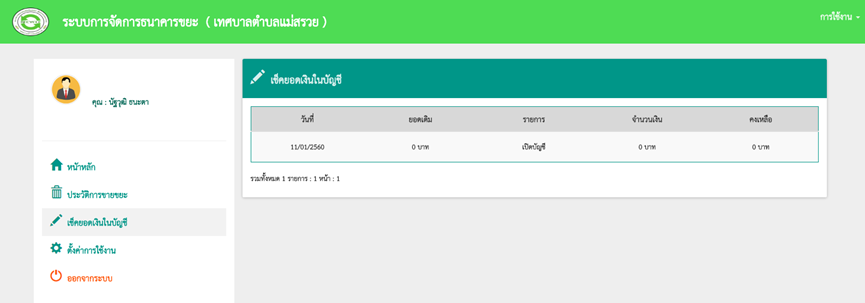 ระบบการจัดการธนาคารขยะ ( เทศบาลตำบลแม่สรวย )
การใช้งาน
คุณ : นัฐวุฒิ ธนะดา
หน้าหลัก
ประวัติการขายขยะ
เช็คยอดเงินในบัญชี
ตั้งค่าการใช้งาน
ออกจากระบบ
เช็คยอดเงินในบัญชี
วันที่ ยอดเดิม รายการ จำนวนเงิน คงเหลือ
11/01/2560 0 บาท เปิดบัญชี 0 บาท 0 บาท
รวมทั้งหมด 1 รายการ : 1 หน้า : 1